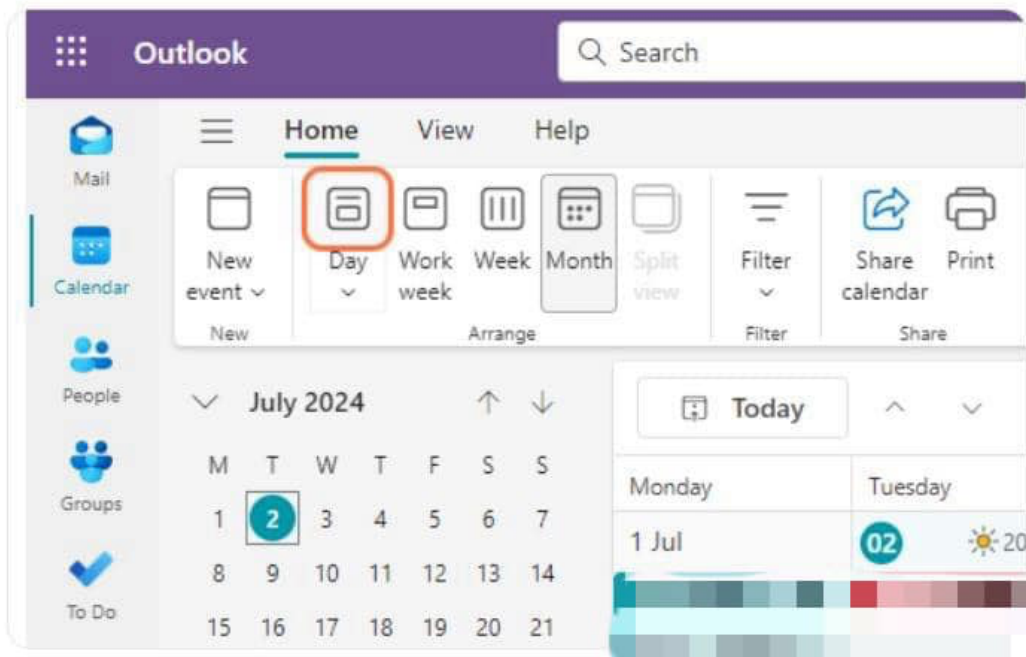 Outlook
Search
Mail
Calendar
People
Groups
To Do
Home View Help
New event
Day
Work week
Week
Month
Split view
Filter
Share calendar
Print
New
Arrange
Filter
Share
July 2024
M T W T F S S
1 2 3 4 5 6 7
8 9 10 11 12 13 14
15 16 17 18 19 20 21
Today
Monday Tuesday
1 Jul 02 20